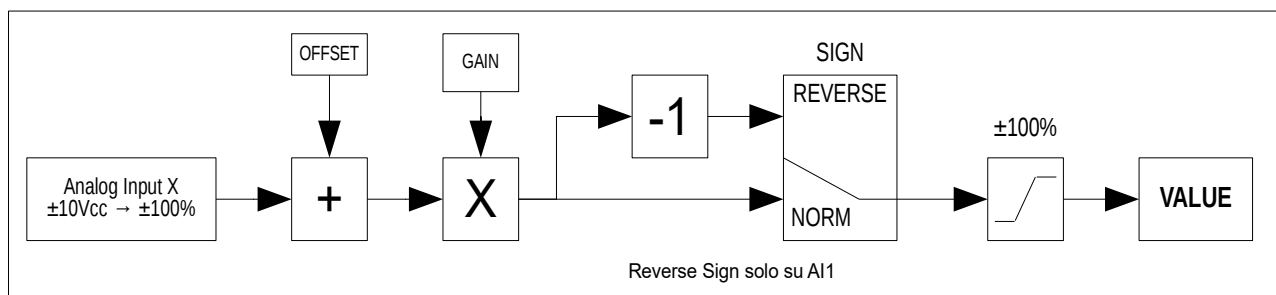 OFFSET
GAIN
SIGN
REVERSE
-1
±100%
Analog Input X
±10Vcc → ±100%
+
X
NORM
VALUE
Reverse Sign solo su AI1